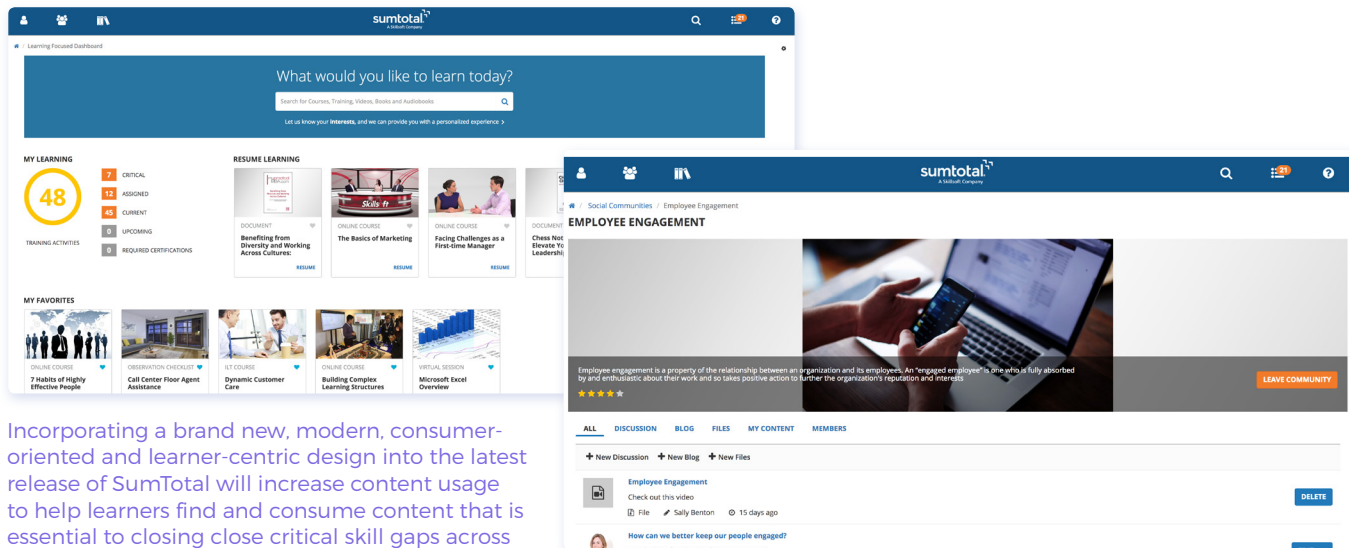 sumtotal
A Skillsoft Company
21
/ Learning Focused Dashboard
What would you like to learn today?
Search for Courses, Training, Videos, Books and Audiobooks
Let us know your interests, and we can provide you with a personalized experience >
MY LEARNING
48
TRAINING ACTIVITIES
7 CRITICAL
12 ASSIGNED
45 CURRENT
0 UPCOMING
0 REQUIRED CERTIFICATIONS
RESUME LEARNING
DOCUMENT
Benefiting from
Diversity and Working
Across Cultures:
RESUME
Skills ft
ONLINE COURSE
The Basics of Marketing
RESUME
ONLINE COURSE
Facing Challenges as a
First-time Manager
RESUME
DOCUMENT
Chess Not
Elevate Yo
Leadershi
MY FAVORITES
ONLINE COURSE
7 Habits of Highly
Effective People
OBSERVATION CHECKLIST
Call Center Floor Agent
Assistance
ILT COURSE
Dynamic Customer
Care
ONLINE COURSE
Building Complex
Learning Structures
VIRTUAL SESSION
Microsoft Excel
Overview
Incorporating a brand new, modern, consumer-
oriented and learner-centric design into the latest
release of SumTotal will increase content usage
to help learners find and consume content that is
essential to closing close critical skill gaps across
sumtotal
A Skillsoft Company
21
/ Social Communities / Employee Engagement
EMPLOYEE ENGAGEMENT
Employee engagement is a property of the relationship between an organization and its employees. An "engaged employee" is one who is fully absorbed
by and enthusiastic about their work and so takes positive action to further the organization's reputation and interests
LEAVE COMMUNITY
ALL DISCUSSION BLOG FILES MY CONTENT MEMBERS
+ New Discussion + New Blog + New Files
Employee Engagement
Check out this video
File Sally Benton 15 days ago
DELETE
How can we better keep our people engaged?